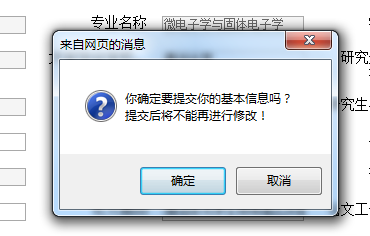 专业名称 微电子学与固体电子学
来自网页的消息
研究
你确定要提交你的基本信息吗？
提交后将不能再进行修改！
究生
确定 取消
文工